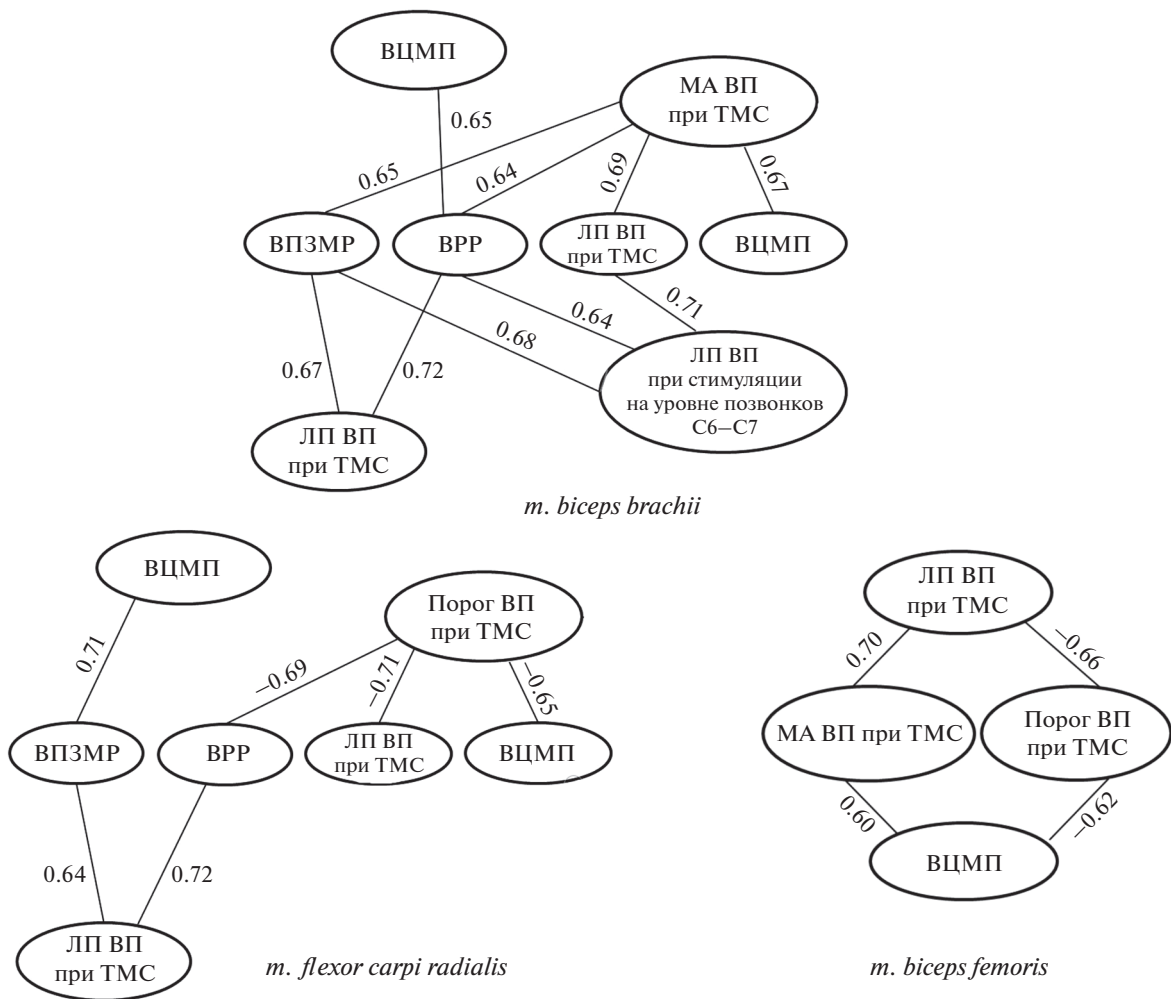 ВЦМП
МА ВП
при ТМС
0.65
0.65
0.64
0.69
0.67
ВПЗМР
ВРР
ЛП ВП
при ТМС
ВЦМП
0.71
0.64
0.68
0.67
0.72
ЛП ВП
при стимуляции
на уровне позвонков
С6–С7
ЛП ВП
при ТМС
m. biceps brachii
ВЦМП
Порог ВП
при ТМС
0.71
–0.69
–0.71
–0.65
ВПЗМР
ВРР
ЛП ВП
при ТМС
ВЦМП
0.64
0.72
ЛП ВП
при ТМС
m. flexor carpi radialis
ЛП ВП
при ТМС
0.70
–0.66
МА ВП при ТМС
Порог ВП
при ТМС
0.60
–0.62
ВЦМП
m. biceps femoris